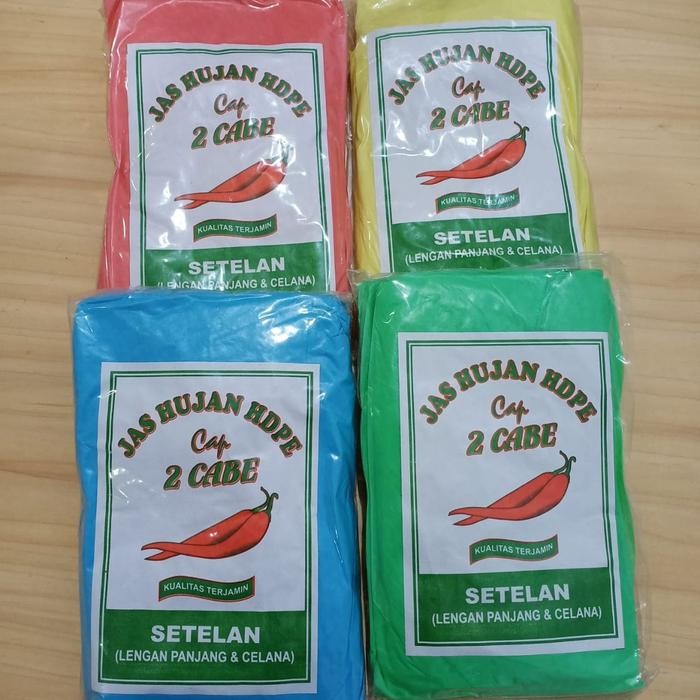 JAS HUJAN HDPE
Cap
2 CABE
KUALITAS TERJAMIN
SETELAN
(LENGAN PANJANG & CELANA)
JAS HUJAN HDPE
Cap
2 CABE
KUALITAS TERJAMIN
SETELAN
(LENGAN PANJANG & CELANA)
JAS HUJAN HDPE
Cap
2 CABE
KUALITAS TERJAMIN
SETELAN
(LENGAN PANJANG & CELANA)
JAS HUJAN HDPE
Cap
2 CABE
KUALITAS TERJAMIN
SETELAN
(LENGAN PANJANG & CELANA)